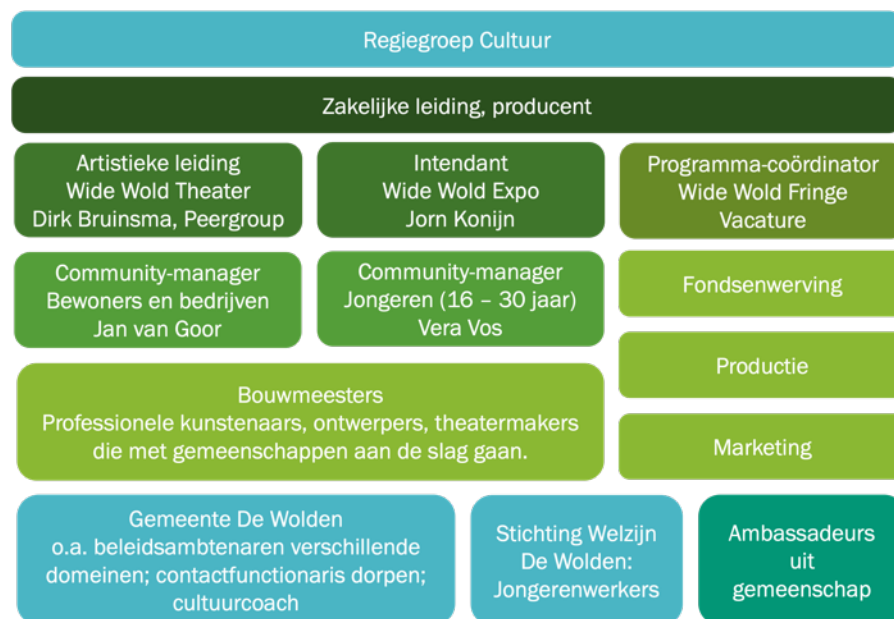 Regiegroep Cultuur
Zakelijke leiding, producent
Artistieke leiding
Wide Wold Theater
Dirk Bruinsma, Peergroup
Intendant
Wide Wold Expo
Jorn Konijn
Programma-coördinator
Wide Wold Fringe
Vacature
Community-manager
Bewoners en bedrijven
Jan van Goor
Community-manager
Jongeren (16 – 30 jaar)
Vera Vos
Fondsenwerving
Productie
Marketing
Bouwmeesters
Professionele kunstenaars, ontwerpers, theatermakers
die met gemeenschappen aan de slag gaan.
Gemeente De Wolden
o.a. beleidsambtenaren verschillende
domeinen; contactfunctionaris dorpen;
cultuurcoach
Stichting Welzijn
De Wolden:
Jongerenwerkers
Ambassadeurs
uit
gemeenschap